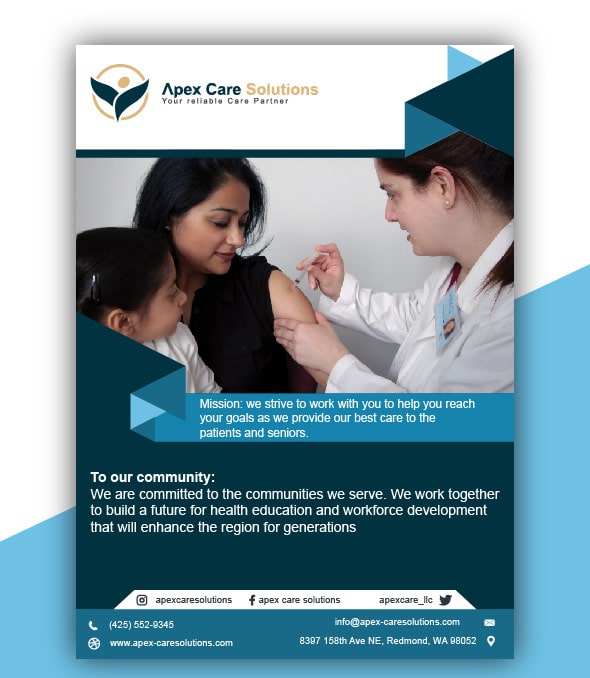 Apex Care Solutions
Your reliable Care Partner
Mission: we strive to work with you to help you reach
your goals as we provide our best care to the
patients and seniors.
To our community:
We are committed to the communities we serve. We work together
to build a future for health education and workforce development
that will enhance the region for generations
apexcaresolutions apex care solutions apexcare_llc
(425) 552-9345 info@apex-caresolutions.com
www.apex-caresolutions.com 8397 158th Ave NE, Redmond, WA 98052